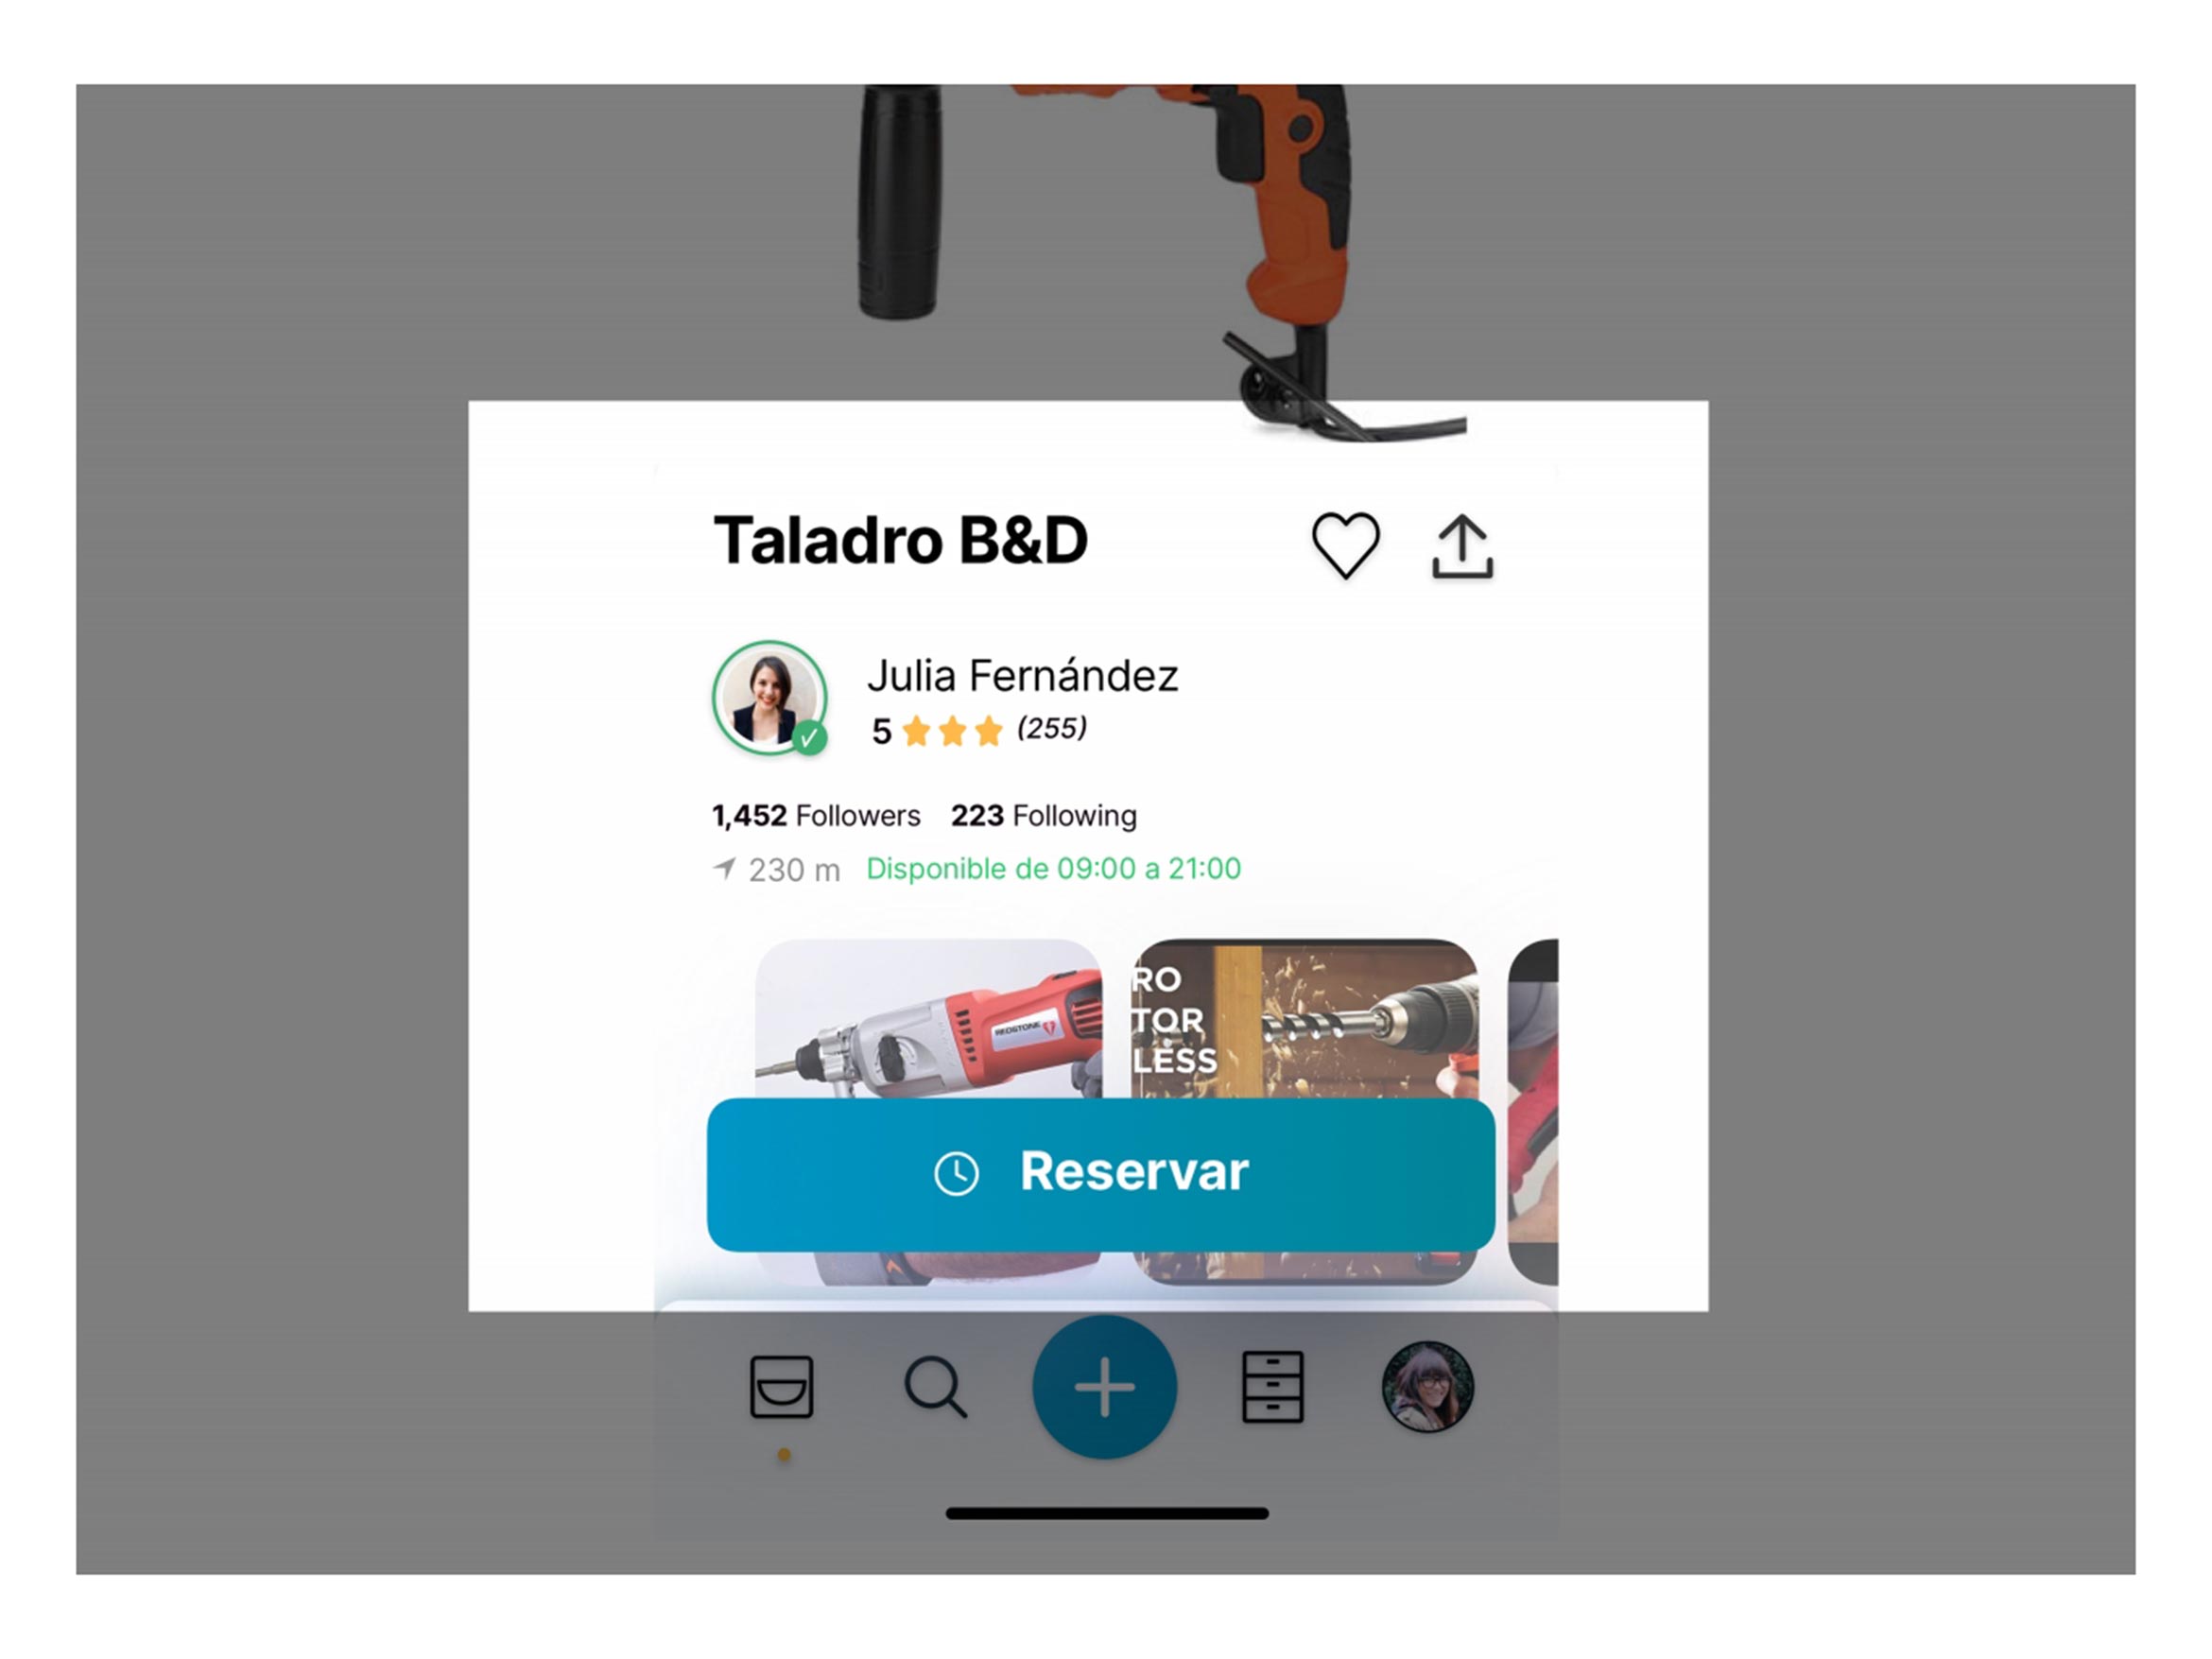 Taladro B&D
Julia Fernández
5 (255)
1,452 Followers 223 Following
230 m Disponible de 09:00 a 21:00
REDSTONE
RO
TOR
LESS
Reservar